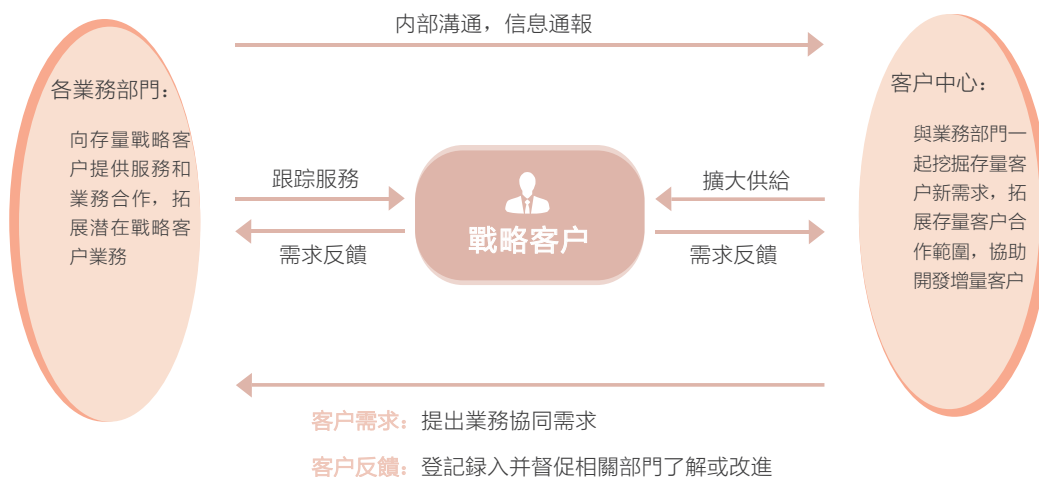 内部溝通，信息通報
各業務部門：
向存量戰略客
户提供服務和
業務合作，拓
展潜在戰略客
户業務
跟踪服務
需求反饋
戰略客户
擴大供給
需求反饋
客户中心：
與業務部門一
起挖掘存量客
户新需求，拓
展存量客户合
作範圍，協助
開發增量客户
客户需求：提出業務協同需求
客户反饋：登記録入并督促相關部門了解或改進